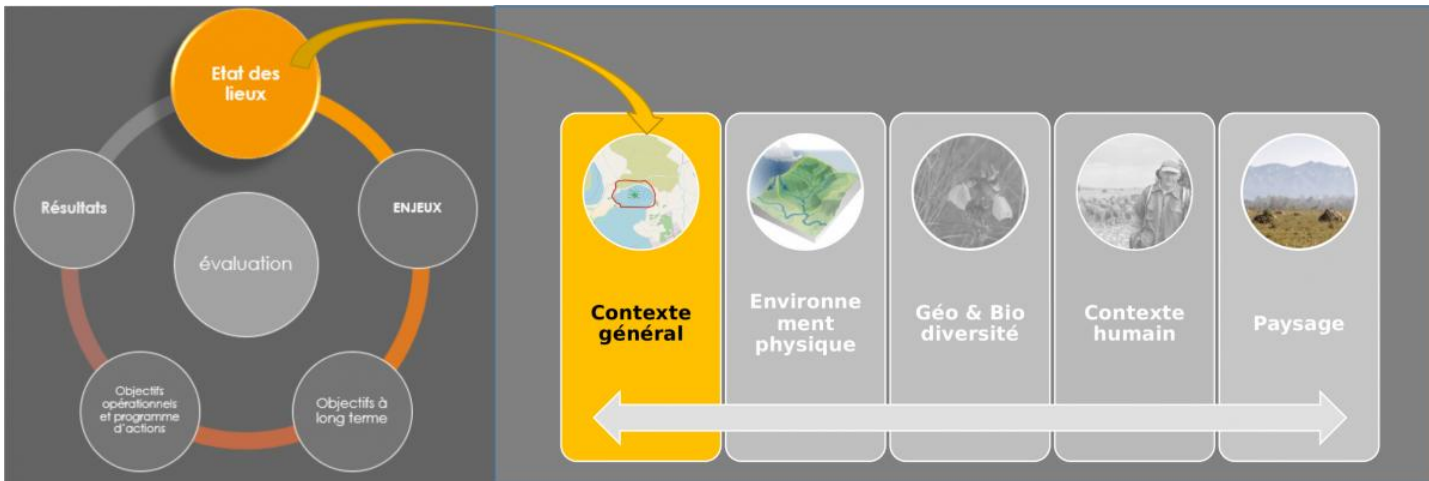 Etat des
lieux
Résultats
ENJEUX
évaluation
Objectifs
opérationnels
et programme
d'actions
Objectifs à
long terme
Contexte
général
Environne
ment
physique
Géo & Bio
diversité
Contexte
humain
Paysage